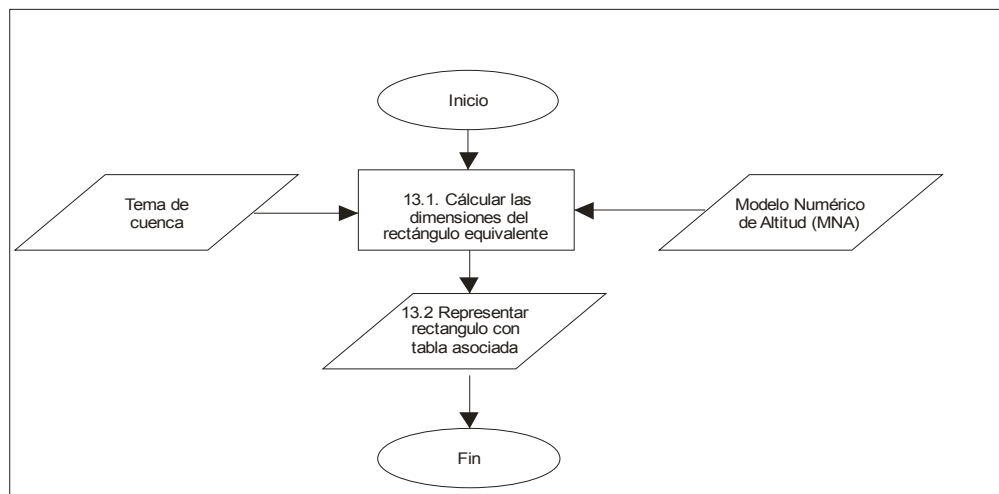 Inicio
Tema de
cuenca
13.1. Cálcular las
dimensiones del
rectángulo equivalente
Modelo Numérico
de Altitud (MNA)
13.2 Representar
rectangulo con
tabla asociada
Fin